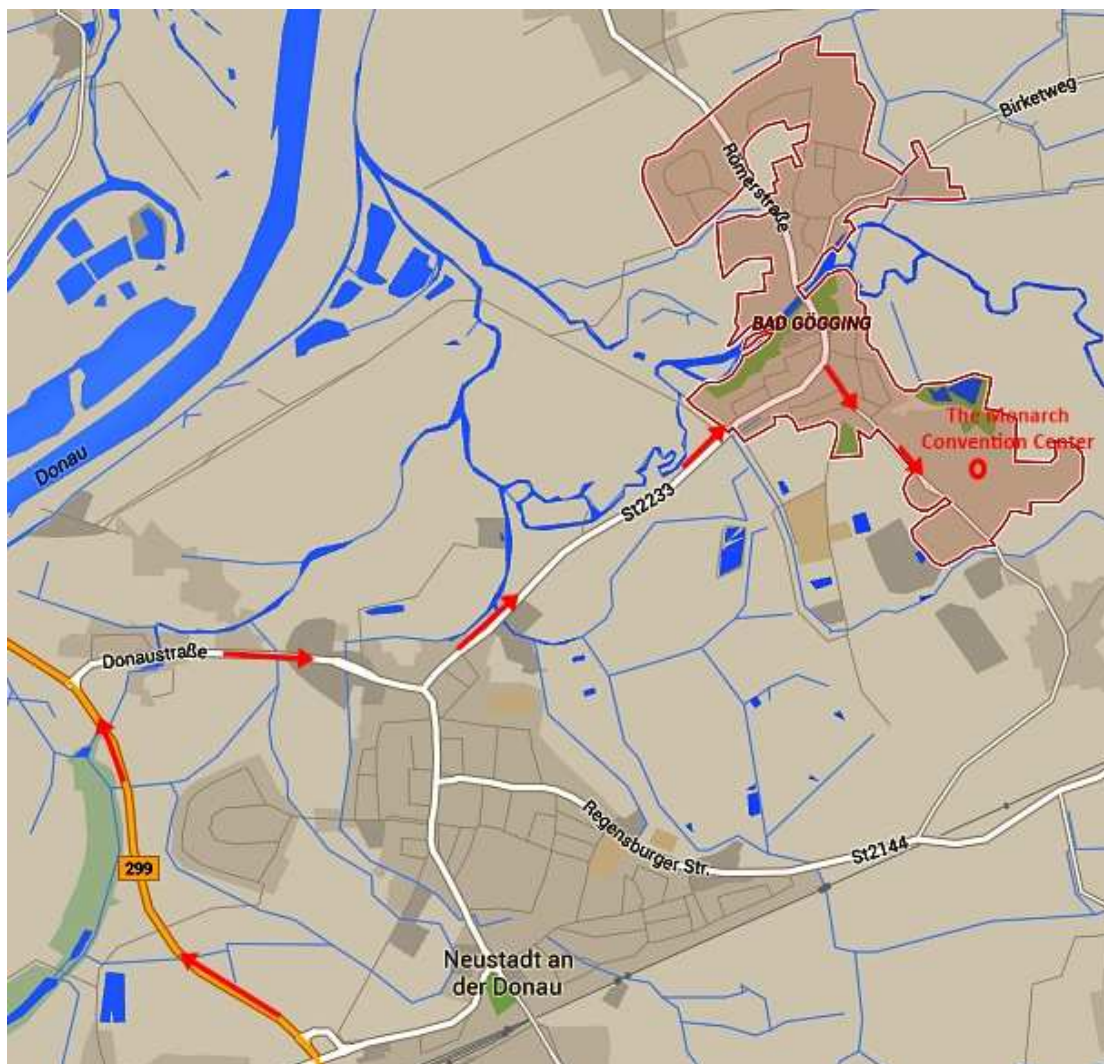 Birketweg
Römerstraße
BAD GÖGGING
The Monarch
Convention Center
Donau
St2233
Donaustraße
Regensburger Str.
St2144
299
Neustadt an
der Donau